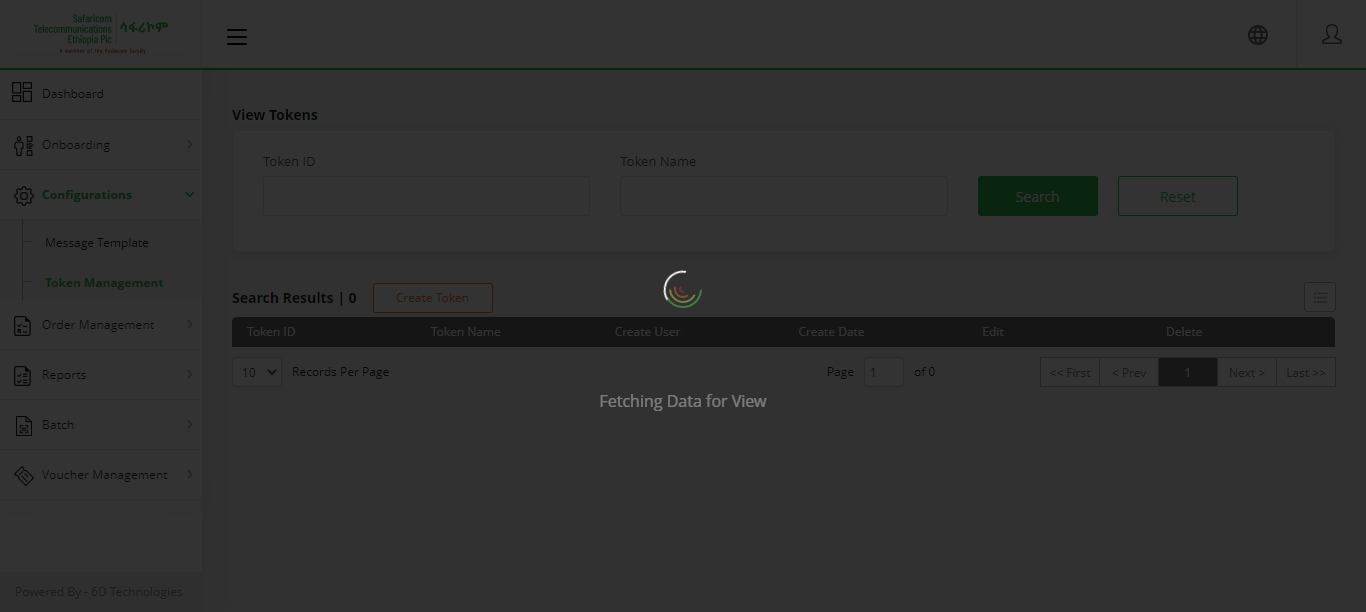 Safaricom
Telecommunications
Ethiopia Plc
ሳፋሪኮም
A member of the Vodacom family
Dashboard
Onboarding
Configurations
Message Template
Token Management
Order Management
Reports
Batch
Voucher Management
Powered By - 6D Technologies
View Tokens
Token ID
Token Name
Search
Reset
Search Results | 0
Create Token
Token ID Token Name Create User Create Date Edit Delete
10 Records Per Page Page 1 of 0 << First < Prev 1 Next > Last >>
Fetching Data for View